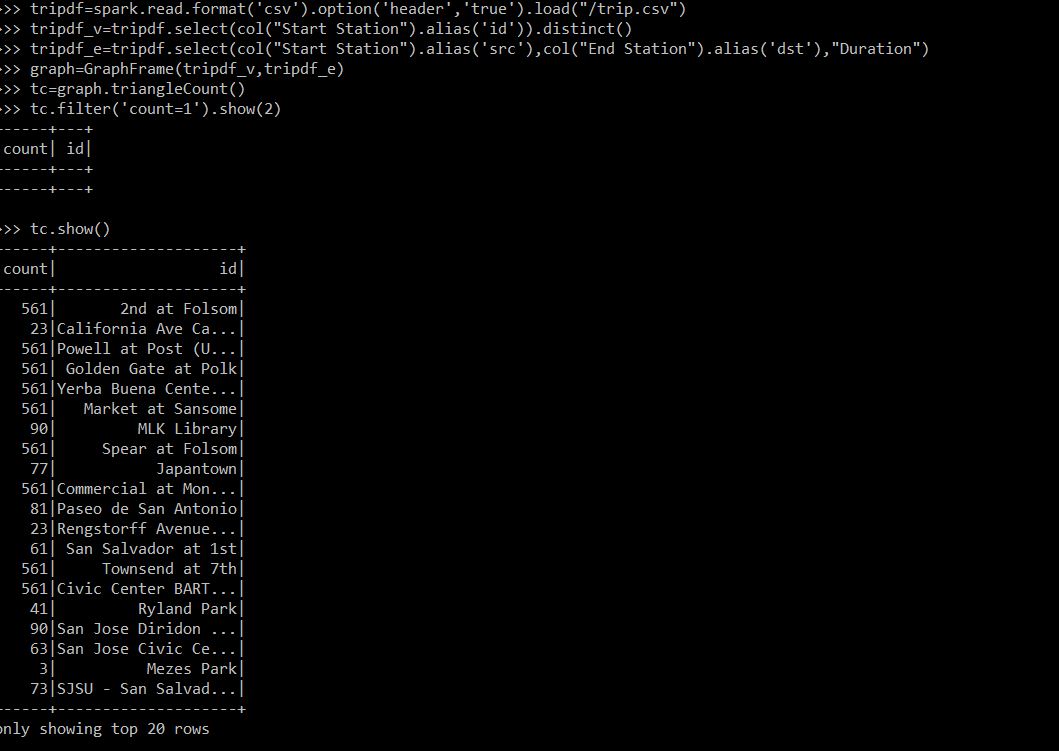 >>> tripdf=spark.read.format('csv').option('header','true').load("/trip.csv")
>>> tripdf_v=tripdf.select(col("Start Station").alias('id')).distinct()
>>> tripdf_e=tripdf.select(col("Start Station").alias('src'),col("End Station").alias('dst'),"Duration")
>>> graph=GraphFrame(tripdf_v,tripdf_e)
>>> tc=graph.triangleCount()
>>> tc.filter('count=1').show(2)
------+---+
count| id|
------+---+
------+---+
>>> tc.show()
------+--------------------+
count|                  id|
------+--------------------+
  561|       2nd at Folsom|
   23|California Ave Ca...|
  561|Powell at Post (U...|
  561| Golden Gate at Polk|
  561|Yerba Buena Cente...|
  561|   Market at Sansome|
   90|         MLK Library|
  561|     Spear at Folsom|
   77|           Japantown|
  561|Commercial at Mon...|
   81|Paseo de San Antonio|
   23|Rengstorff Avenue...|
   61| San Salvador at 1st|
  561|     Townsend at 7th|
  561|Civic Center BART...|
   41|         Ryland Park|
   90|San Jose Diridon ...|
   63|San Jose Civic Ce...|
    3|          Mezes Park|
   73|SJSU - San Salvad...|
------+--------------------+
only showing top 20 rows